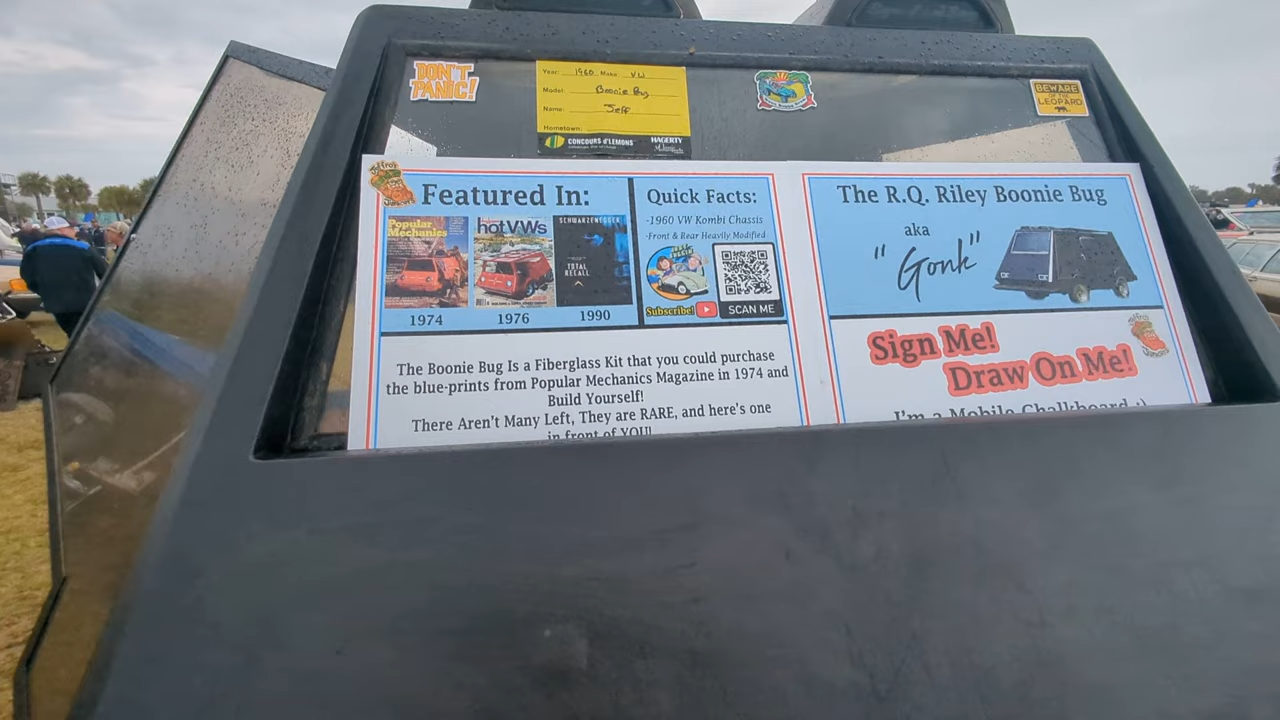 DON'T
PANIC!
Year: 1960 Make: VW
Model: Boonie Bug
Name: Jeff
Hometown:
CONCOURS d'LEMONS
HAGERTY
BEWARE
OF THE
LEOPARD
Featured In:
Popular
Mechanics
hotVWs
SCHWARZENEGGER
TOTAL
RECALL
1974 1976 1990
Quick Facts:
-1960 VW Kombi Chassis
-Front & Rear Heavily Modified
Subscribe!
SCAN ME
The Boonie Bug Is a Fiberglass Kit that you could purchase
the blue-prints from Popular Mechanics Magazine in 1974 and
Build Yourself!
There Aren't Many Left, They are RARE, and here's one
in front of YOU!
The R.Q. Riley Boonie Bug
aka
"Gonk"
Sign Me!
Draw On Me!
I'm a Mobile Chalkboard :)